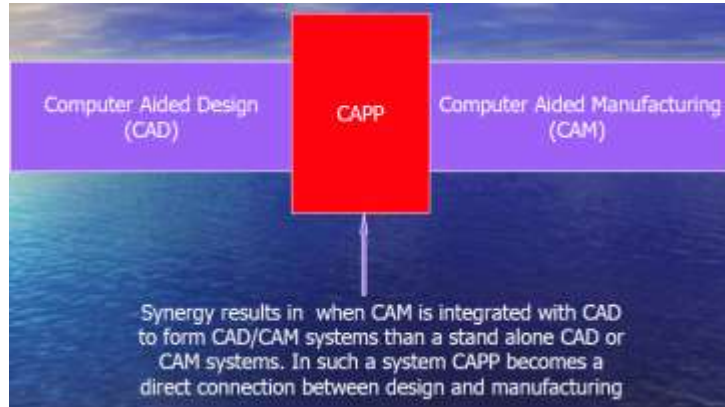 Computer Aided Design
(CAD)
CAPP
Computer Aided Manufacturing
(CAM)
Synergy results in when CAM is integrated with CAD
to form CAD/CAM systems than a stand alone CAD or
CAM systems. In such a system CAPP becomes a
direct connection between design and manufacturing